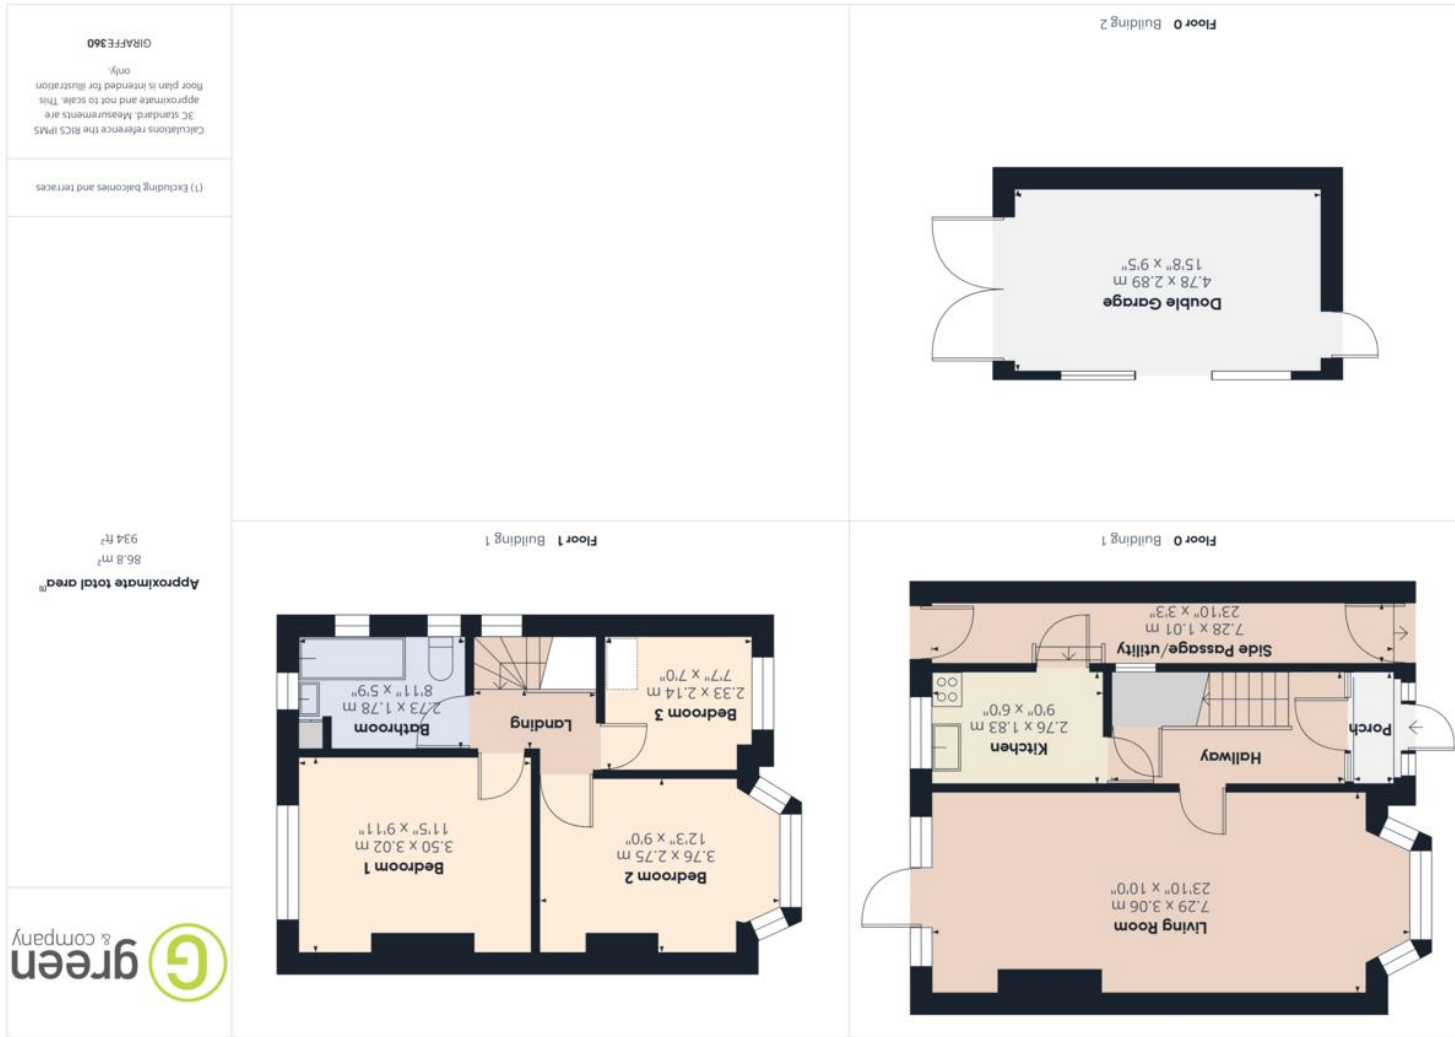 green
& company
Approximate total area⁽¹⁾
86.8 m²
934 ft²
(1) Excluding balconies and terraces
Calculations reference the RICS IPMS
3C standard. Measurements are
approximate and not to scale. This
floor plan is intended for illustration
only.
GIRAFFE360
Living Room
7.29 x 3.06 m
23'10" x 10'0"
Porch
Hallway
Kitchen
2.76 x 1.83 m
9'0" x 6'0"
Side Passage/utility
7.28 x 1.01 m
23'10" x 3'3"
Floor 0 Building 1
Bedroom 2
3.76 x 2.75 m
12'3" x 9'0"
Bedroom 1
3.50 x 3.02 m
11'5" x 9'11"
Bedroom 3
2.33 x 2.14 m
7'7" x 7'0"
Landing
Bathroom
2.73 x 1.78 m
8'11" x 5'9"
Floor 1 Building 1
Double Garage
4.78 x 2.89 m
15'8" x 9'5"
Floor 0 Building 2